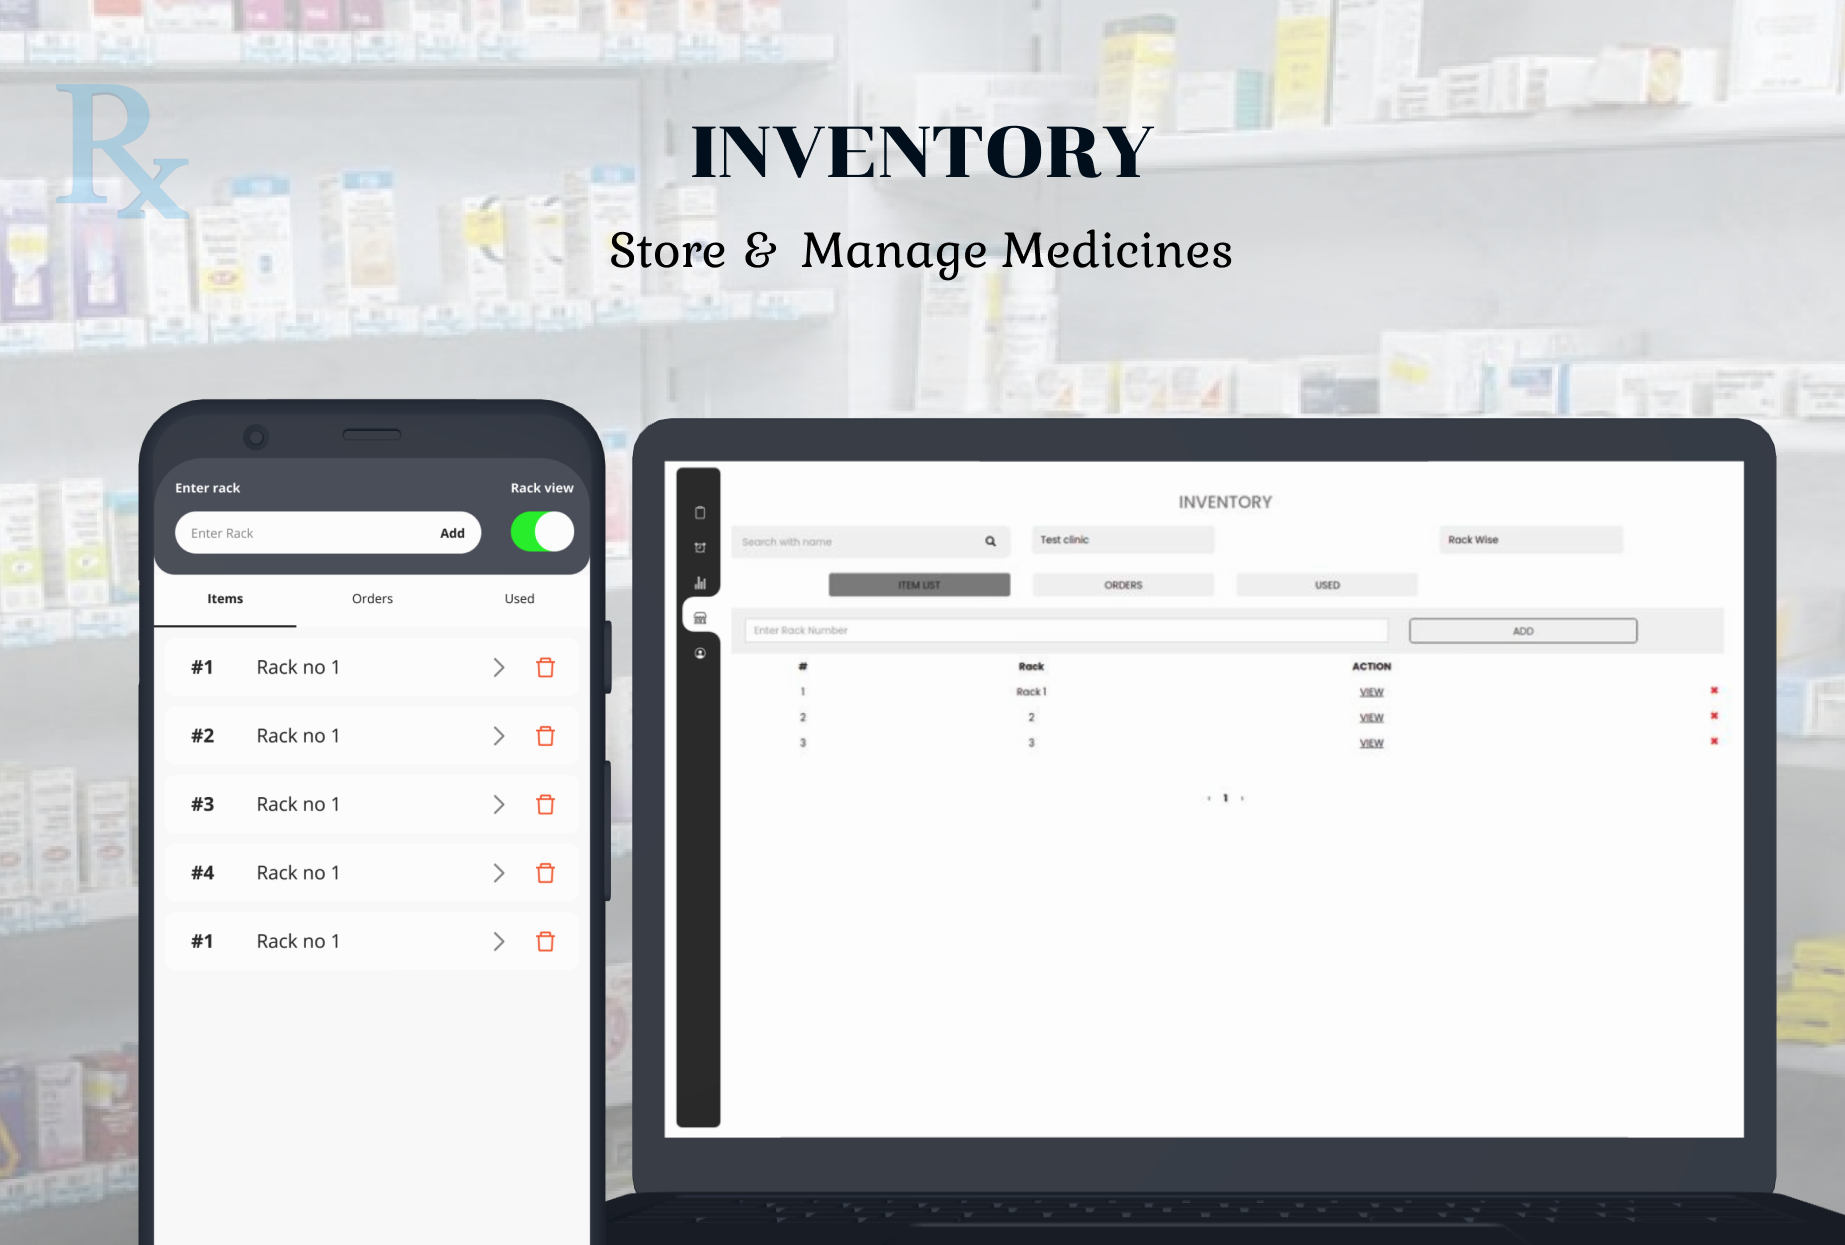 Rx
INVENTORY
Store & Manage Medicines
Enter rack
Rack view
Enter Rack
Add
Items
Orders
Used
#1 Rack no 1
#2 Rack no 1
#3 Rack no 1
#4 Rack no 1
#1 Rack no 1
INVENTORY
Search with name
Test clinic
Rack Wise
ITEM LIST
ORDERS
USED
Enter Rack Number
ADD
# Rack ACTION
1 Rack 1 VIEW
2 2 VIEW
3 3 VIEW
‹ 1 ›